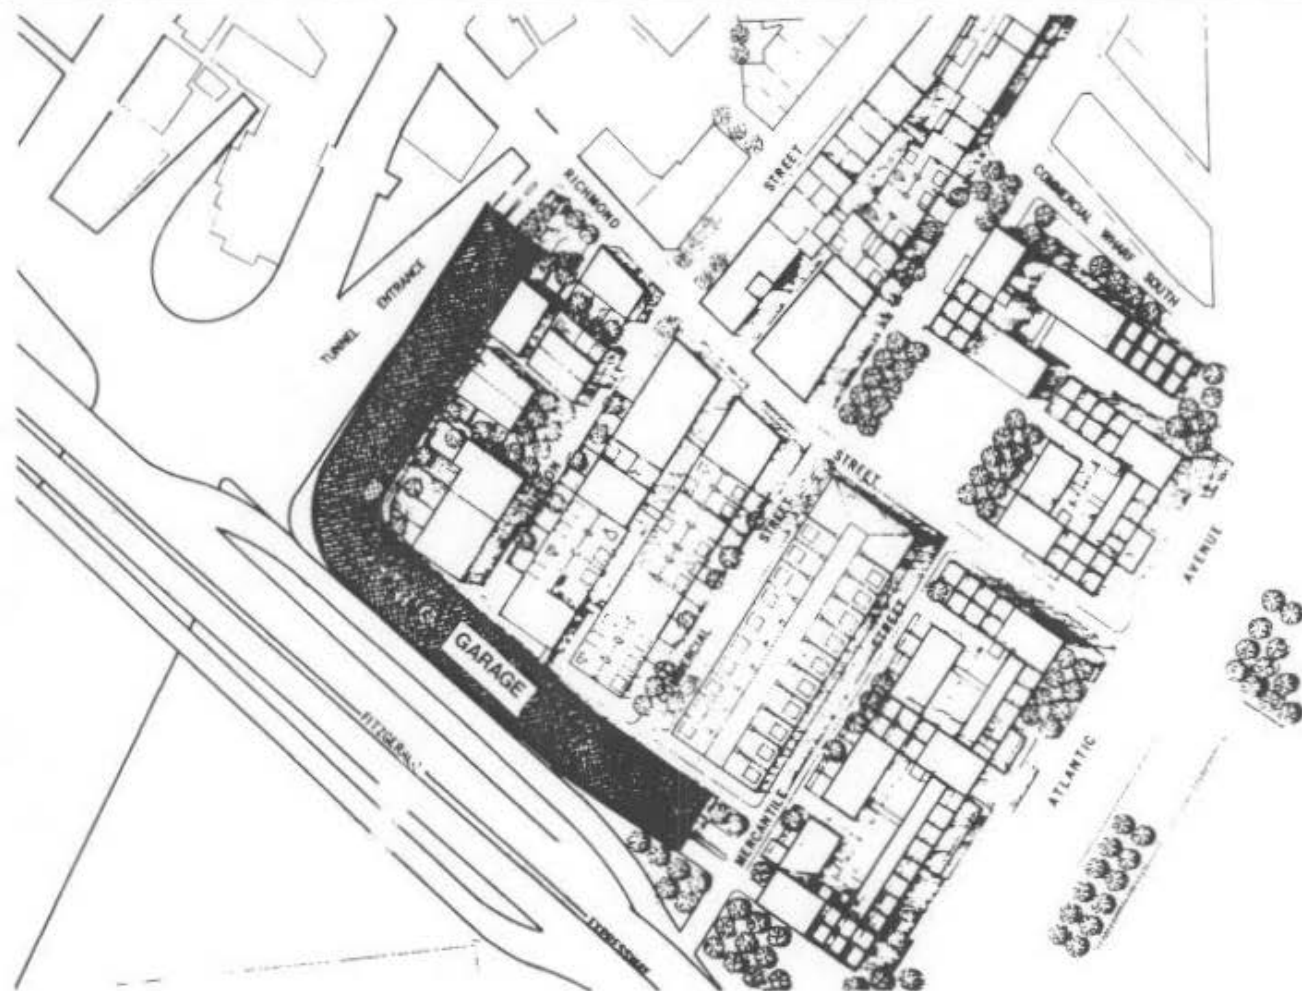 STREET
RICHMOND
COMMERCIAL WHARF SOUTH
TUNNEL ENTRANCE
STREET
STREET
AVENUE
STREET
GARAGE
FITZGERALD
ATLANTIC
MERCANTILE
EXPRESSWAY